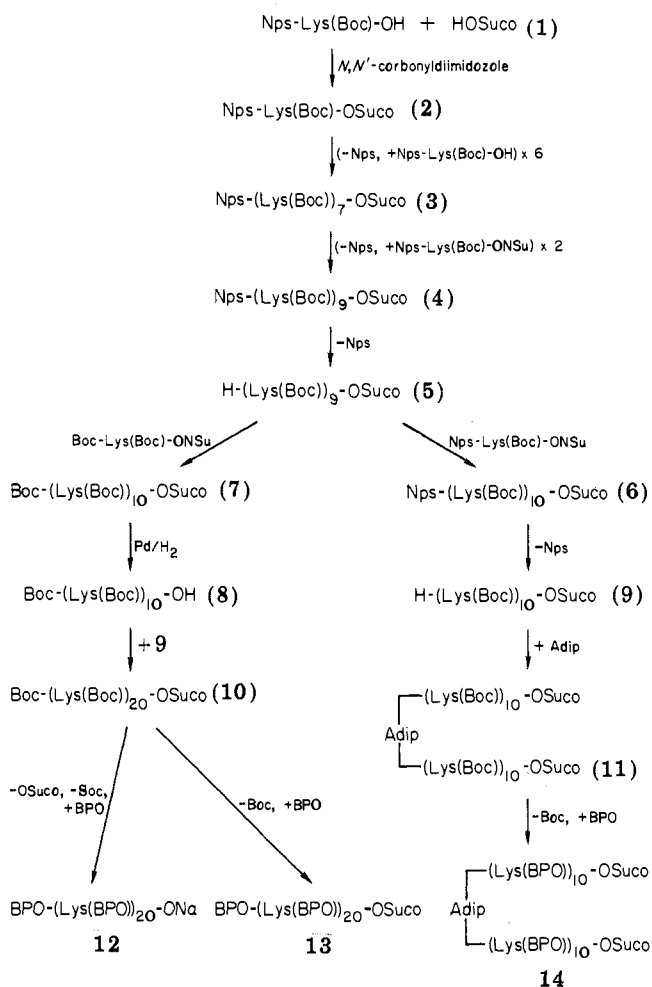 Nps-Lys(Boc)-OH + HOSuco (1)
N,N'-carbonyldiimidozole
Nps-Lys(Boc)-OSuco (2)
(-Nps, +Nps-Lys(Boc)-OH) x 6
Nps-(Lys(Boc))7-OSuco (3)
(-Nps, +Nps-Lys(Boc)-ONSu) x 2
Nps-(Lys(Boc))9-OSuco (4)
-Nps
H-(Lys(Boc))9-OSuco (5)
Boc-Lys(Boc)-ONSu
Nps-Lys(Boc)-ONSu
Boc-(Lys(Boc))10-OSuco (7)
Nps-(Lys(Boc))10-OSuco (6)
Pd/H2
-Nps
Boc-(Lys(Boc))10-OH (8)
H-(Lys(Boc))10-OSuco (9)
+ 9
+ Adip
Boc-(Lys(Boc))20-OSuco (10)
(Lys(Boc))10-OSuco
Adip
(Lys(Boc))10-OSuco (11)
-OSuco, -Boc,
+BPO
-Boc, +BPO
-Boc, +BPO
BPO-(Lys(BPO))20-ONa
12
BPO-(Lys(BPO))20-OSuco
13
(Lys(BPO))10-OSuco
Adip
(Lys(BPO))10-OSuco
14